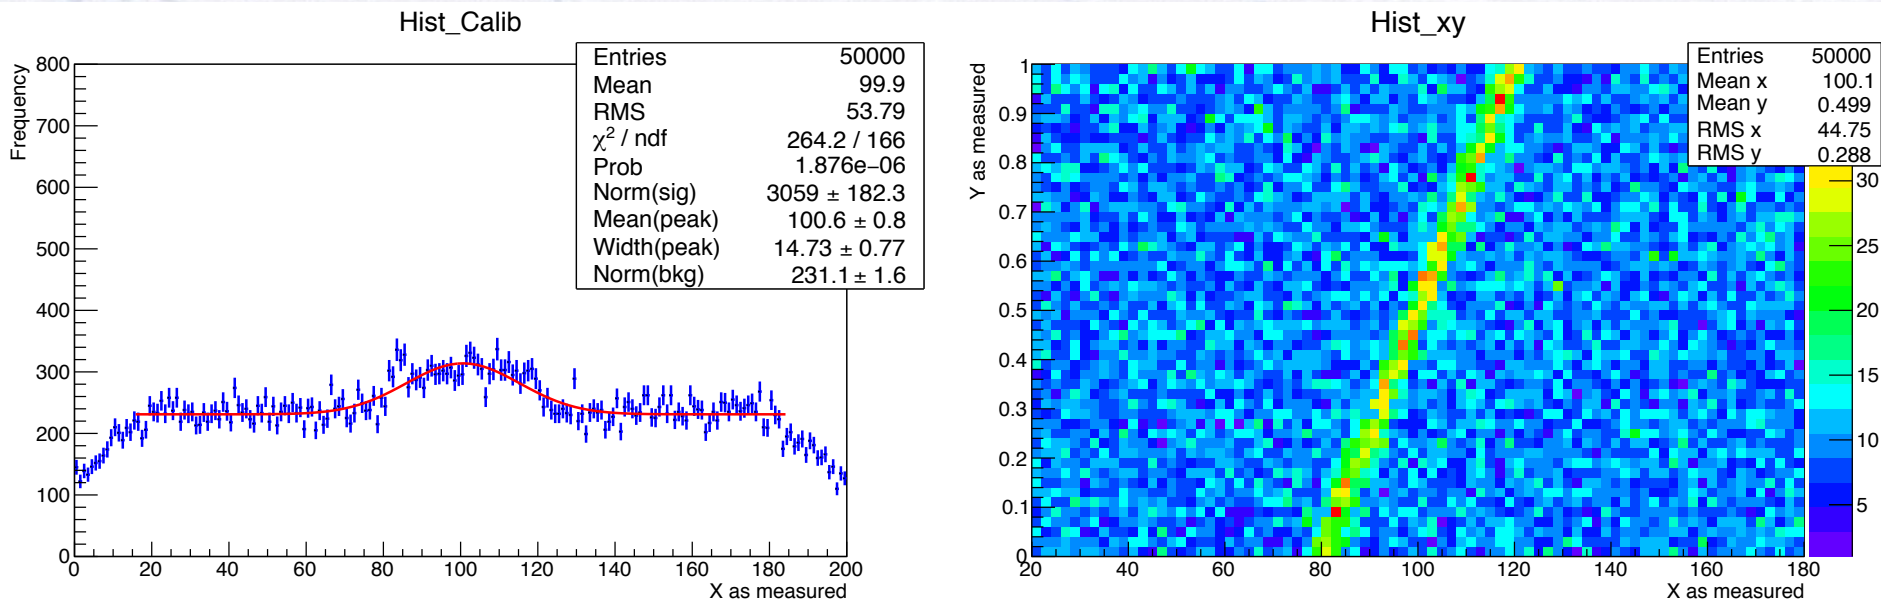 Hist_Calib
Entries 50000
Mean 99.9
RMS 53.79
χ² / ndf 264.2 / 166
Prob 1.876e−06
Norm(sig) 3059 ± 182.3
Mean(peak) 100.6 ± 0.8
Width(peak) 14.73 ± 0.77
Norm(bkg) 231.1 ± 1.6
Frequency
800
700
600
500
400
300
200
100
0
0 20 40 60 80 100 120 140 160 180 200
X as measured
Hist_xy
Entries 50000
Mean x 100.1
Mean y 0.499
RMS x 44.75
RMS y 0.288
Y as measured
1
0.9
0.8
0.7
0.6
0.5
0.4
0.3
0.2
0.1
0
20 40 60 80 100 120 140 160 180
X as measured
30
25
20
15
10
5